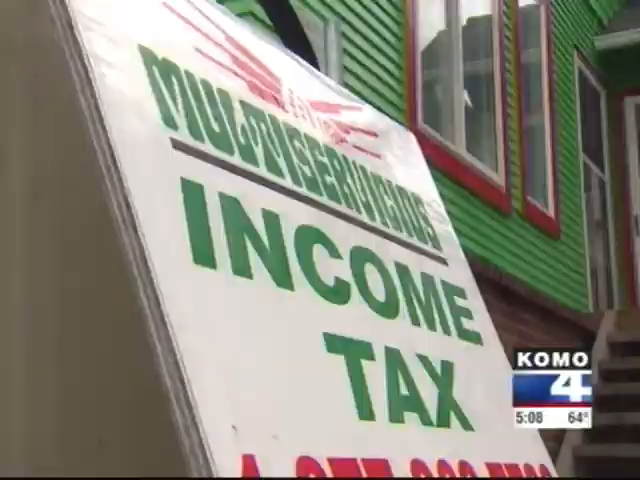 MULTISERVICIOS
INCOME
TAX
KOMO
4
5:08 64°